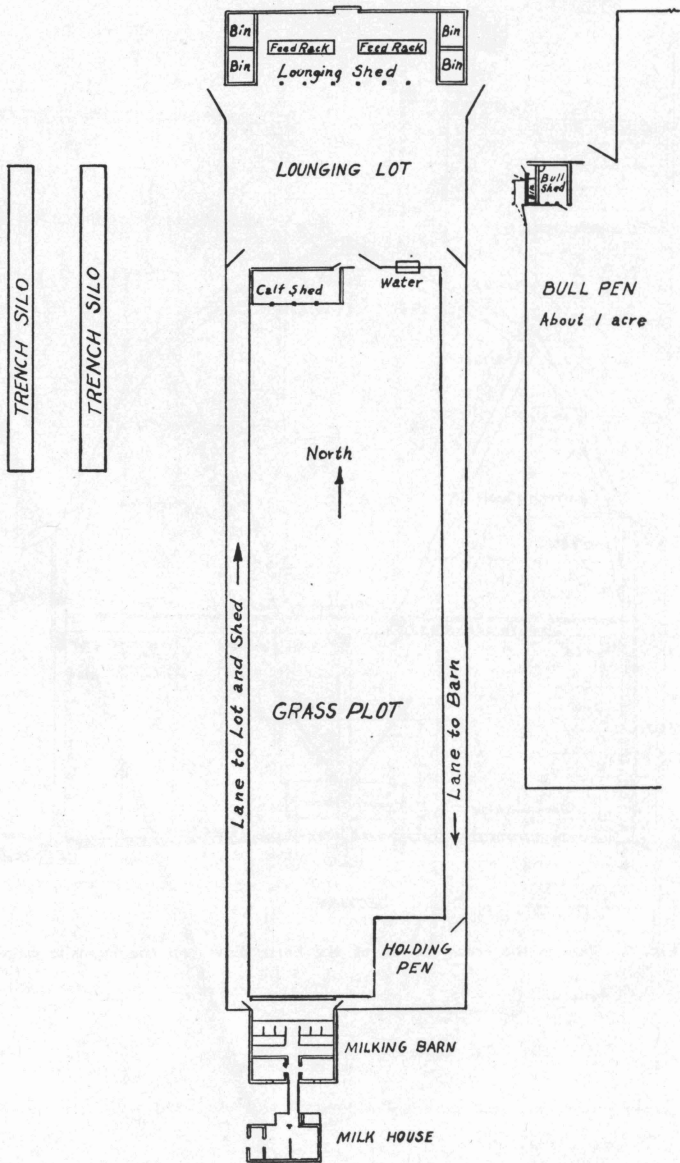 Bin
Bin
Feed Rack
Feed Rack
Bin
Bin
Lounging Shed
LOUNGING LOT
Bull
Shed
Calf Shed
Water
BULL PEN
About 1 acre
TRENCH SILO
TRENCH SILO
North
Lane to Lot and Shed
GRASS PLOT
Lane to Barn
HOLDING
PEN
MILKING BARN
MILK HOUSE